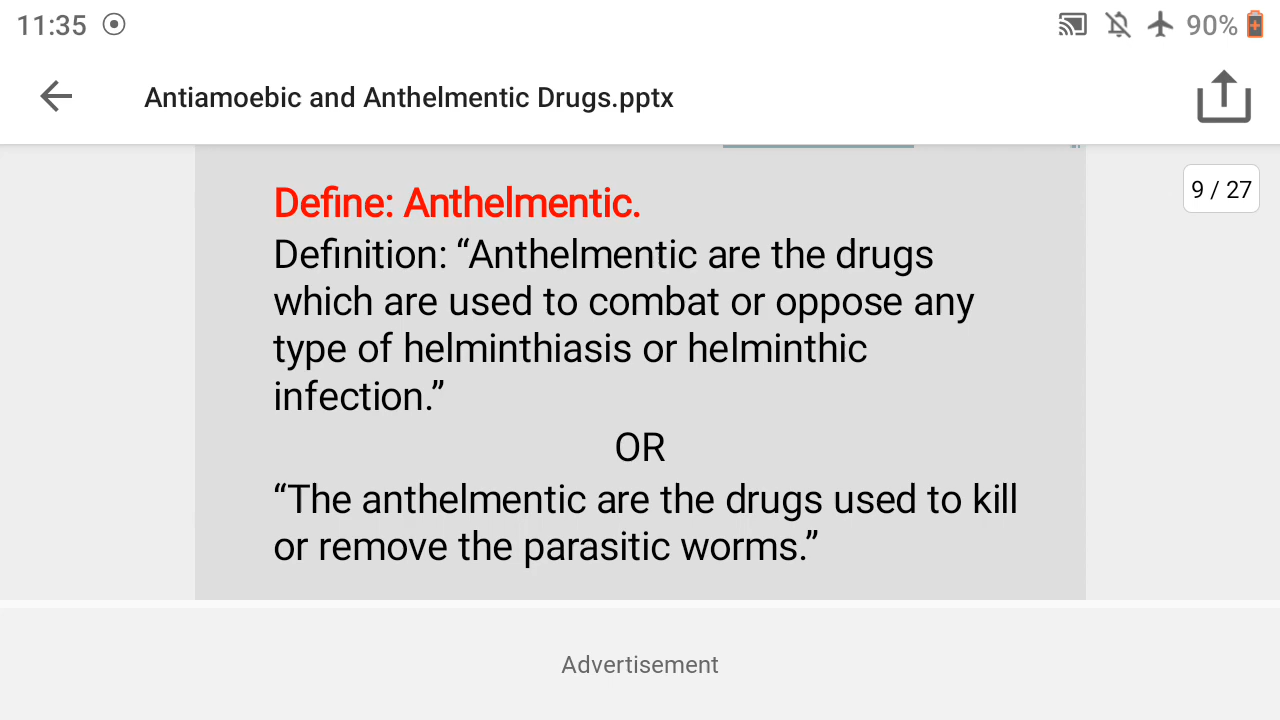 11:35
90%
Antiamoebic and Anthelmentic Drugs.pptx
9 / 27
Define: Anthelmentic.
Definition: “Anthelmentic are the drugs
which are used to combat or oppose any
type of helminthiasis or helminthic
infection.”
OR
“The anthelmentic are the drugs used to kill
or remove the parasitic worms.”
Advertisement